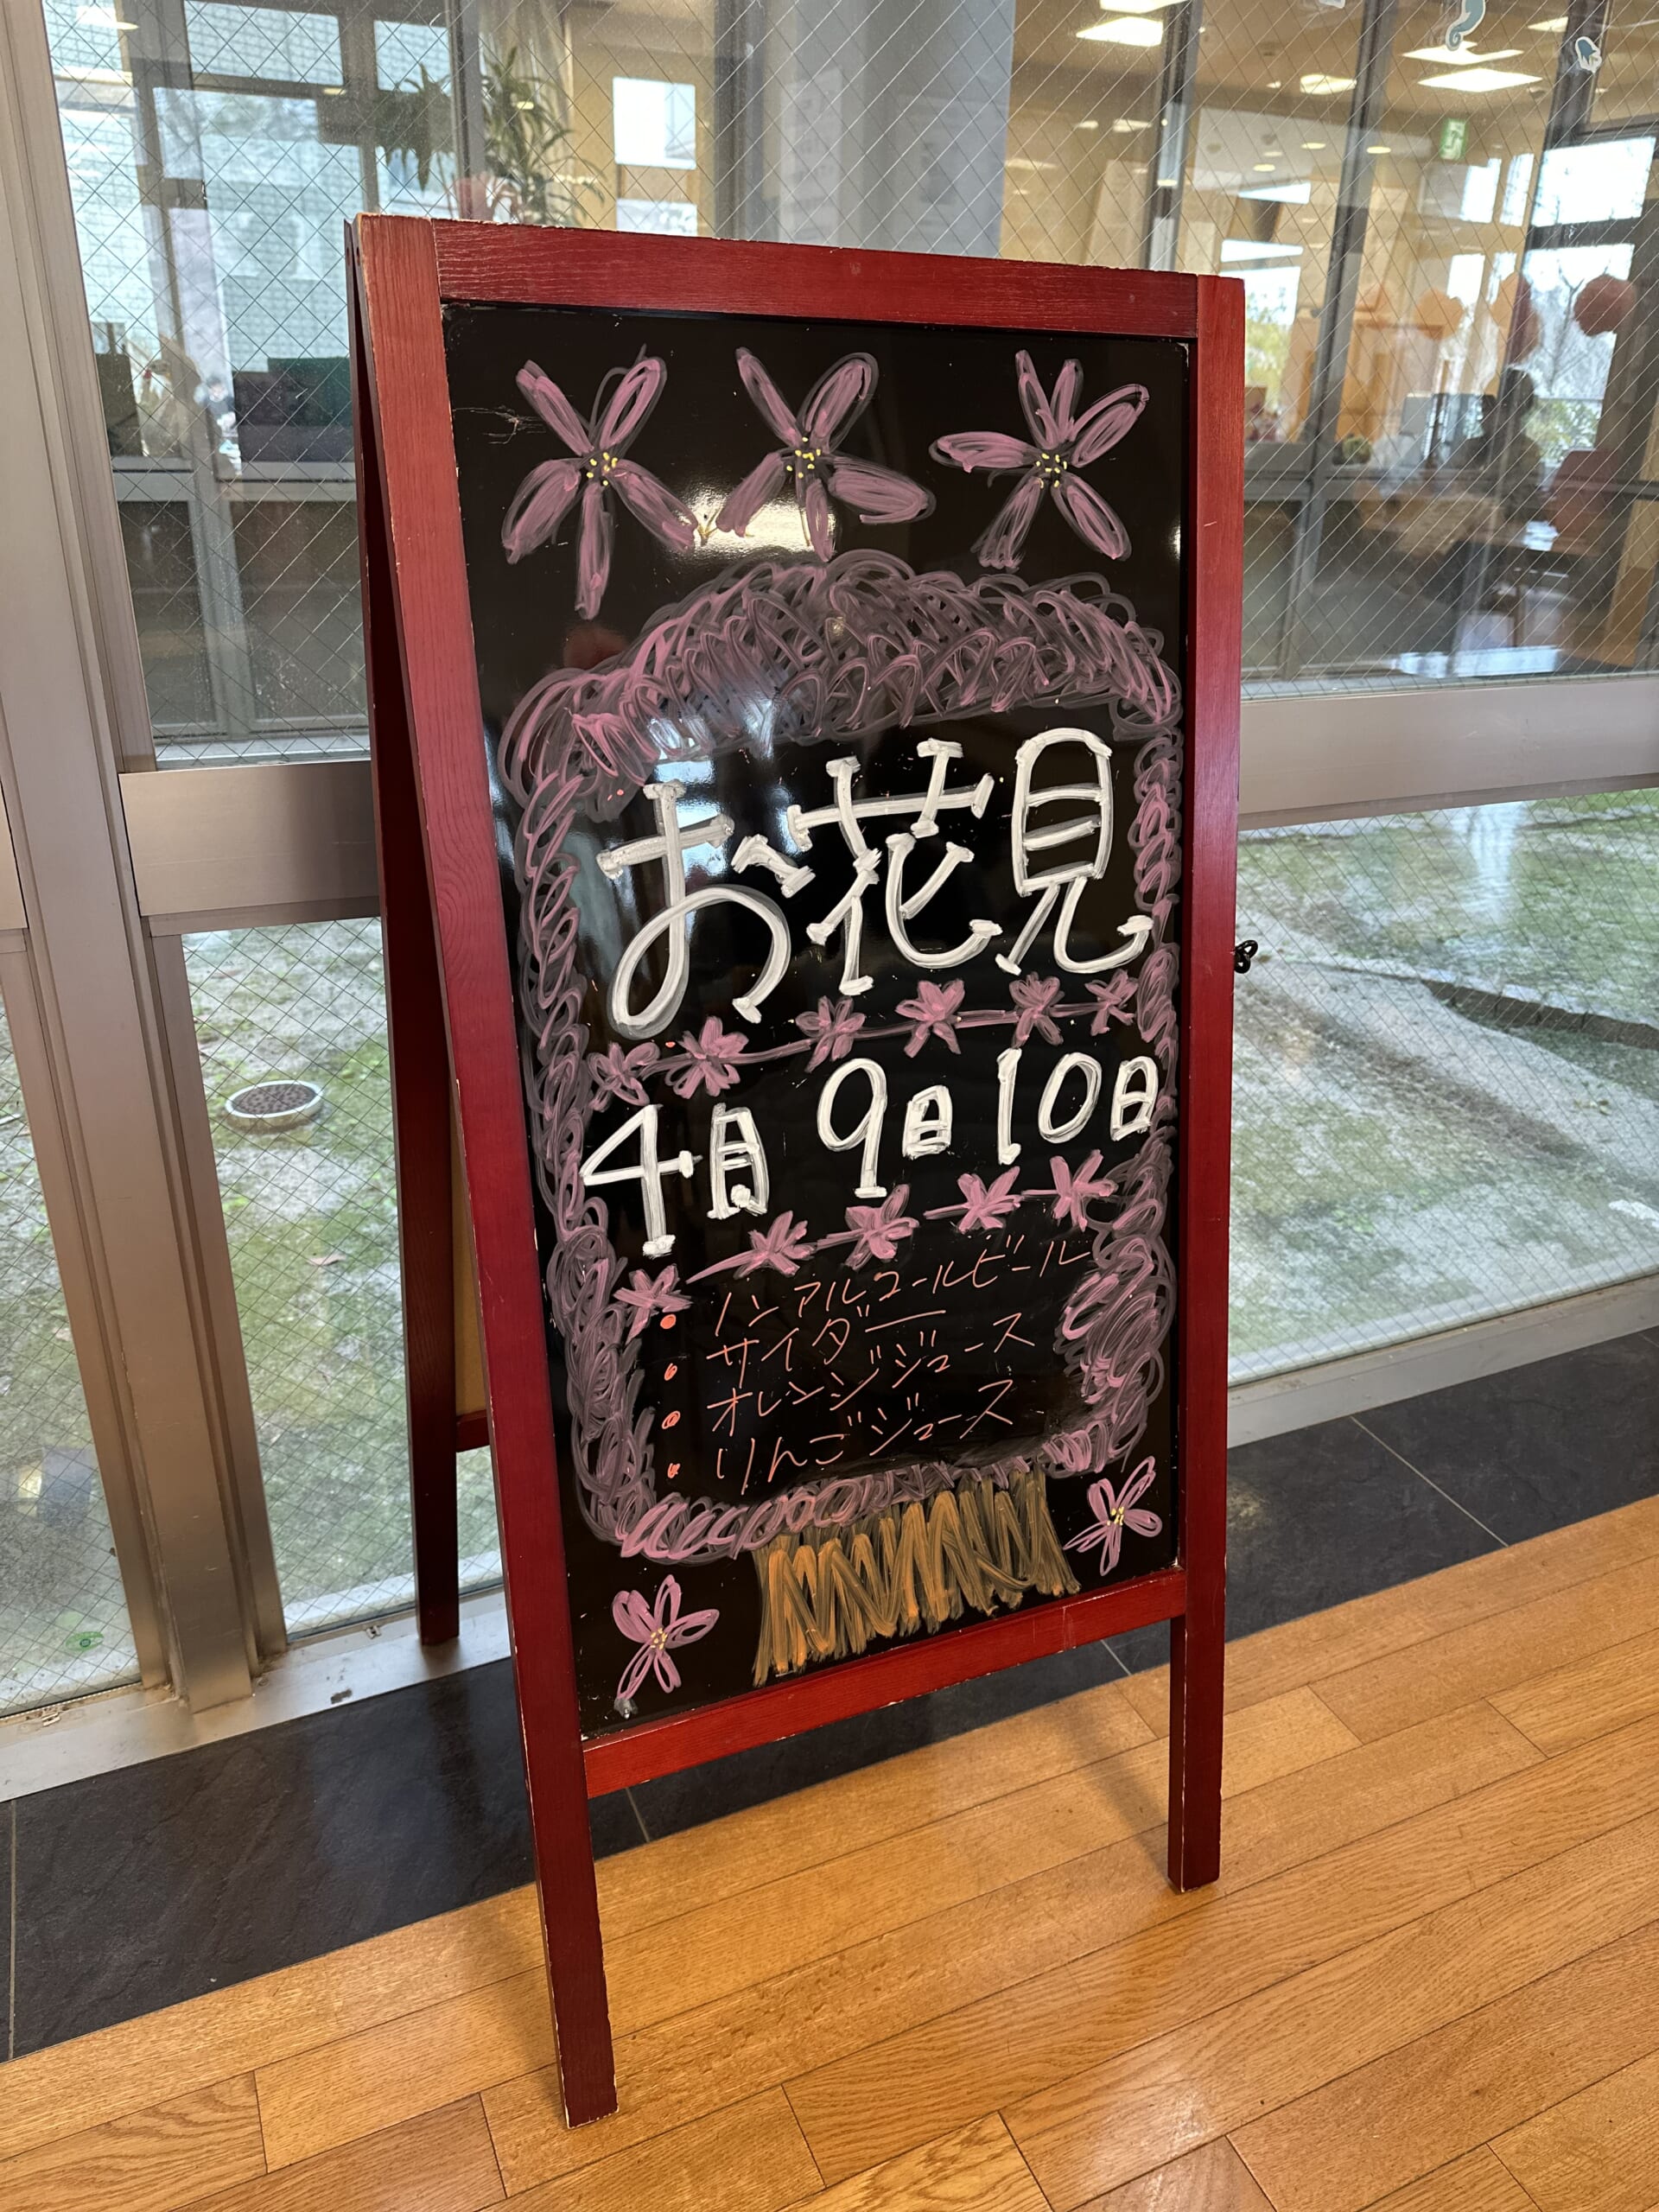 お花見
4月 9日 10日
・ノンアルコールビール
・サイダー
・オレンジジュース
・りんごジュース